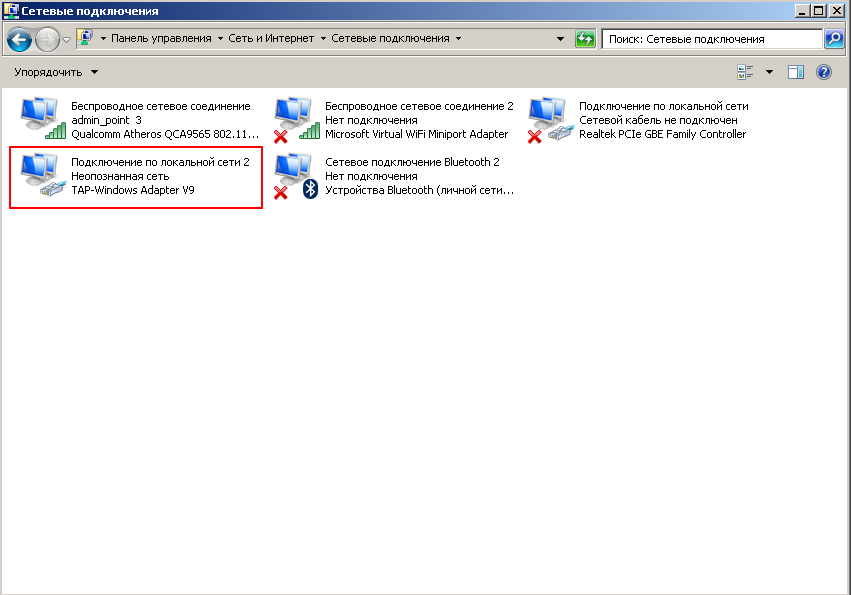 Сетевые подключения
Панель управления Сеть и Интернет Сетевые подключения Поиск: Сетевые подключения
Упорядочить
Беспроводное сетевое соединение
admin_point 3
Qualcomm Atheros QCA9565 802.11...
Беспроводное сетевое соединение 2
Нет подключения
Microsoft Virtual WiFi Miniport Adapter
Подключение по локальной сети
Сетевой кабель не подключен
Realtek PCIe GBE Family Controller
Подключение по локальной сети 2
Неопознанная сеть
TAP-Windows Adapter V9
Сетевое подключение Bluetooth 2
Нет подключения
Устройства Bluetooth (личной сети...